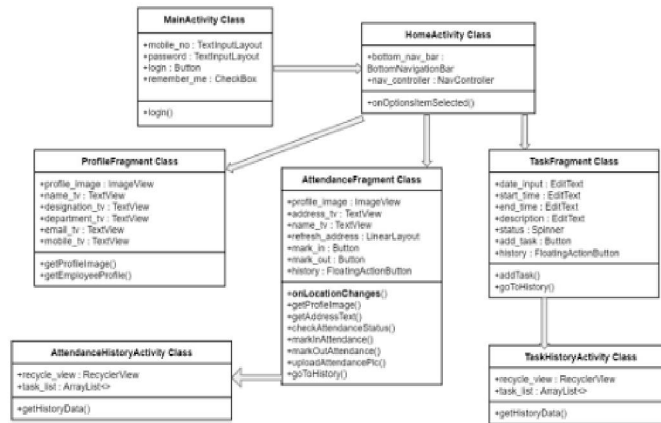 MainActivity Class
+mobile_no : TextInputLayout
+password : TextInputLayout
+login : Button
+remember_me : CheckBox
+login()
HomeActivity Class
+bottom_nav_bar :
BottomNavigationBar
+nav_controller : NavController
+onOptionsItemSelected()
ProfileFragment Class
+profile_image : ImageView
+name_tv : TextView
+designation_tv : TextView
+department_tv : TextView
+email_tv : TextView
+mobile_tv : TextView
+getProfileImage()
+getEmployeeProfile()
AttendanceFragment Class
+profile_image : ImageView
+address_tv : TextView
+name_tv : TextView
+refresh_address : LinearLayout
+mark_in : Button
+mark_out : Button
+history : FloatingActionButton
+onLocationChanges()
+getProfileImage()
+getAddressText()
+checkAttendanceStatus()
+markInAttendance()
+markOutAttendance()
+uploadAttendancePic()
+goToHistory()
TaskFragment Class
+date_input : EditText
+start_time : EditText
+end_time : EditText
+description : EditText
+status : Spinner
+add_task : Button
+history : FloatingActionButton
+addTask()
+goToHistory()
AttendanceHistoryActivity Class
+recycle_view : RecyclerView
+task_list : ArrayList<>
+getHistoryData()
TaskHistoryActivity Class
+recycle_view : RecyclerView
+task_list : ArrayList<>
+getHistoryData()